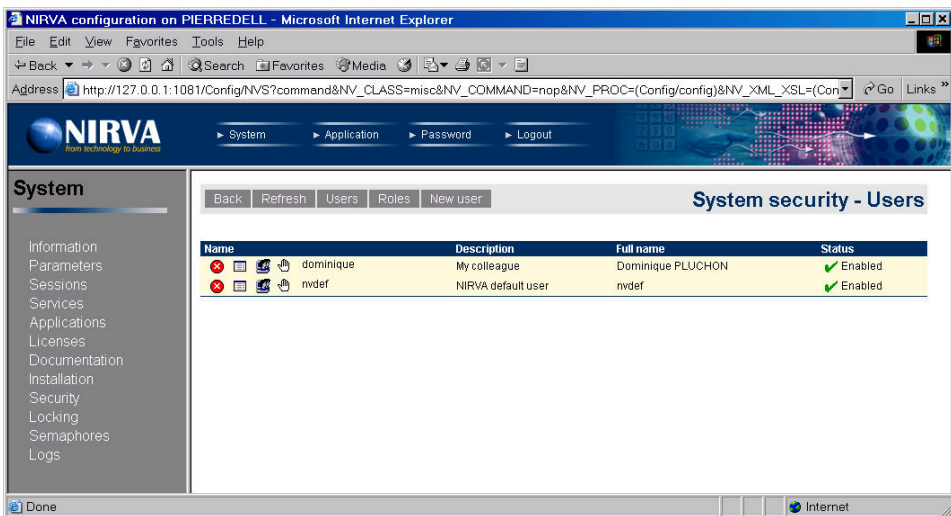 NIRVA configuration on PIERREDELL - Microsoft Internet Explorer
File Edit View Favorites Tools Help
Back Search Favorites Media
Address http://127.0.0.1:1081/Config/NVS?command&NV_CLASS=misc&NV_COMMAND=nop&NV_PROC=(Config/config)&NV_XML_XSL=(Con Go Links »
NIRVA
from technology to business
System Application Password Logout
System
Back Refresh Users Roles New user
System security - Users
Information
Parameters
Sessions
Services
Applications
Licenses
Documentation
Installation
Security
Locking
Semaphores
Logs
Name Description Full name Status
dominique My colleague Dominique PLUCHON Enabled
nvdef NIRVA default user nvdef Enabled
Done Internet